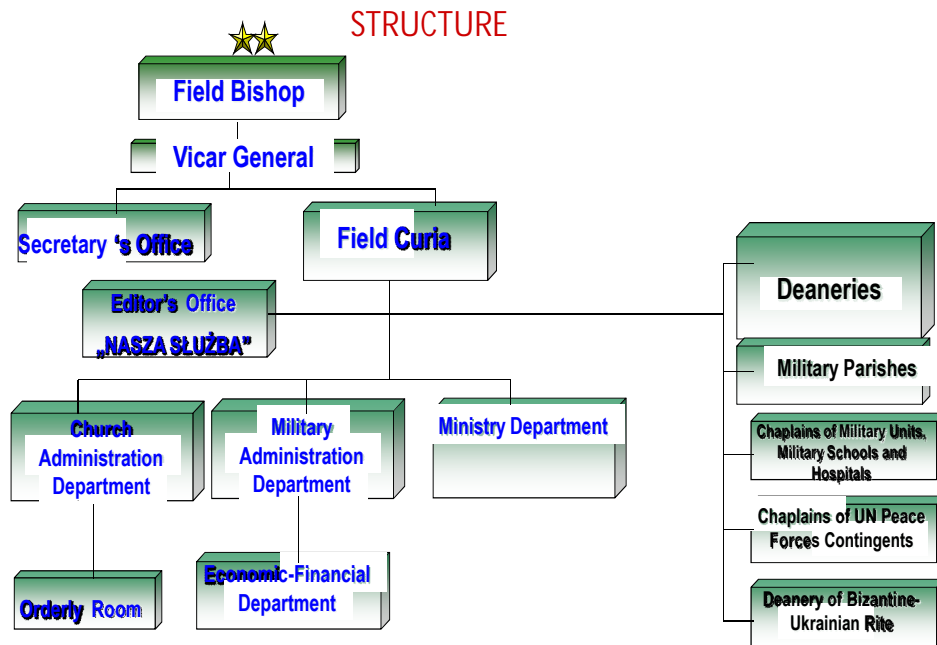 STRUCTURE
Field Bishop
Vicar General
Secretary 's Office
Field Curia
Editor's Office
„NASZA SŁUŻBA”
Church
Administration
Department
Military
Administration
Department
Ministry Department
Orderly Room
Economic-Financial
Department
Deaneries
Military Parishes
Chaplains of Military Units,
Military Schools and
Hospitals
Chaplains of UN Peace
Forces Contingents
Deanery of Bizantine-
Ukrainian Rite